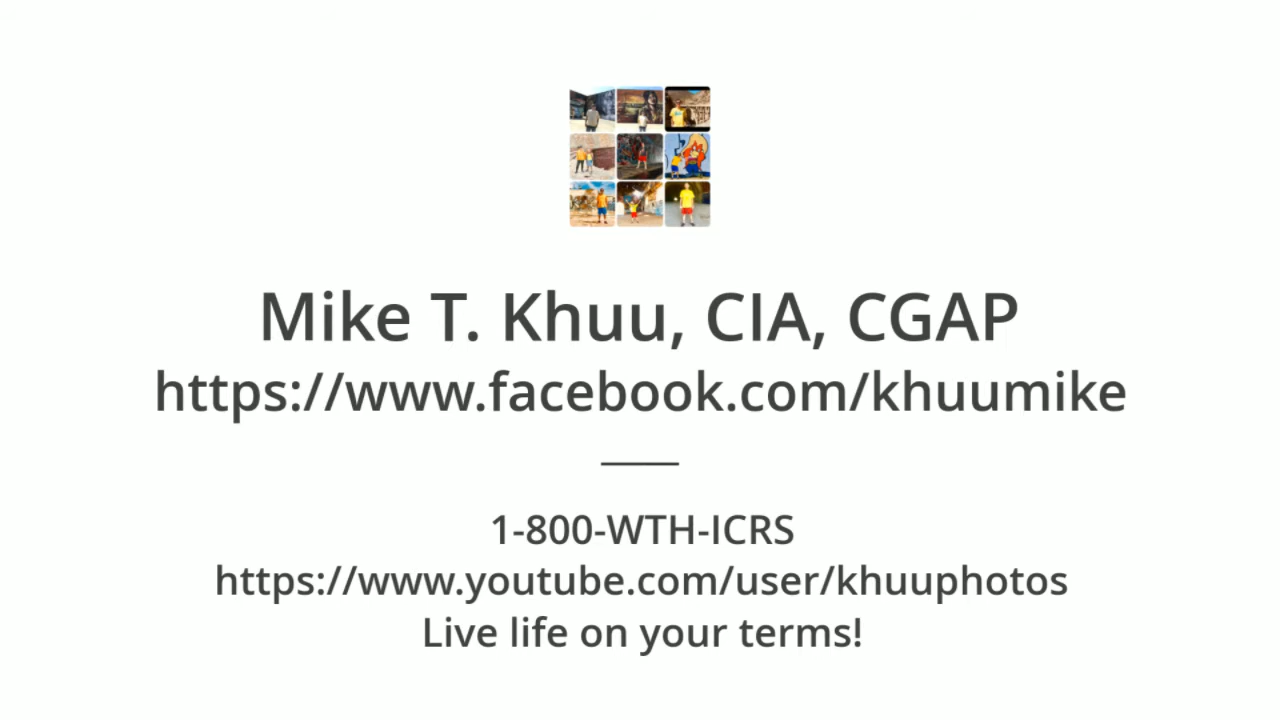 Mike T. Khuu, CIA, CGAP
https://www.facebook.com/khuumike
1-800-WTH-ICRS
https://www.youtube.com/user/khuuphotos
Live life on your terms!